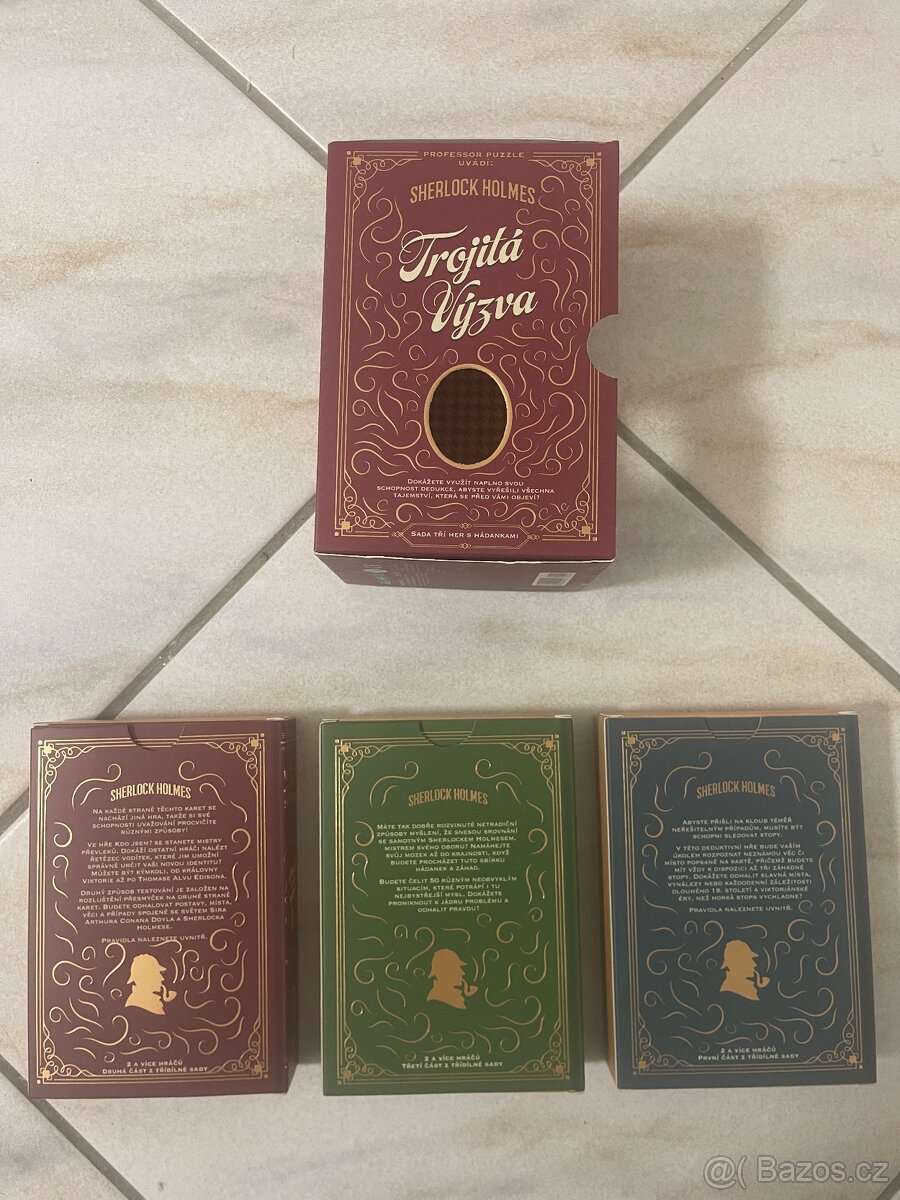 PROFESSOR PUZZLE
UVÁDÍ:
SHERLOCK HOLMES
Trojitá
Výzva
DOKÁŽETE VYUŽÍT NAPLNO SVOU
SCHOPNOST DEDUKCE, ABYSTE VYŘEŠILI VŠECHNA
TAJEMSTVÍ, KTERÁ SE PŘED VÁMI OBJEVÍ?
SADA TŘÍ HER S HÁDANKAMI
SHERLOCK HOLMES
NA KAŽDÉ STRANĚ TĚCHTO KARET SE
NACHÁZÍ JINÁ HRA, TAKŽE SI SVÉ
SCHOPNOSTI UVAŽOVÁNÍ PROCVIČÍTE
RŮZNÝMI ZPŮSOBY!
VE HŘE KDO JSEM? SE STANETE MISTRY
PŘEVLEKŮ. DOKÁŽÍ OSTATNÍ HRÁČI NALÉZT
ŘETĚZEC VODÍTEK, KTERÉ JIM UMOŽNÍ
SPRÁVNĚ URČIT VAŠI NOVOU IDENTITU?
MŮŽETE BÝT KÝMKOLI, OD KRÁLOVNY
VIKTORIE AŽ PO THOMASE ALVU EDISONA.
DRUHÝ ZPŮSOB TESTOVÁNÍ JE ZALOŽEN NA
ROZLUŠTĚNÍ PŘESMYČEK NA DRUHÉ STRANĚ
KARET. BUDETE ODHALOVAT POSTAVY, MÍSTA,
VĚCI A PŘÍPADY SPOJENÉ SE SVĚTEM SIRA
ARTHURA CONANA DOYLA A SHERLOCKA
HOLMESE.
PRAVIDLA NALEZNETE UVNITŘ.
2 A VÍCE HRÁČŮ
DRUHÁ ČÁST Z TŘÍDÍLNÉ SADY
SHERLOCK HOLMES
MÁTE TAK DOBŘE ROZVINUTÉ NETRADIČNÍ
ZPŮSOBY MYŠLENÍ, ŽE SNESOU SROVNÁNÍ
SE SAMOTNÝM SHERLOCKEM HOLMESEM,
MISTREM SVÉHO OBORU? NAMÁHEJTE
SVŮJ MOZEK AŽ DO KRAJNOSTI, KDYŽ
BUDETE PROCHÁZET TUTO SBÍRKU
HÁDANEK A ZÁHAD.
BUDETE ČELIT 50 RŮZNÝM NEOBVYKLÝM
SITUACÍM, KTERÉ POTRÁPÍ I TU
NEJBYSTŘEJŠÍ MYSL. DOKÁŽETE
PRONIKNOUT K JÁDRU PROBLÉMU A
ODHALIT PRAVDU?
2 A VÍCE HRÁČŮ
TŘETÍ ČÁST Z TŘÍDÍLNÉ SADY
SHERLOCK HOLMES
ABYSTE PŘIŠLI NA KLOUB TÉMĚŘ
NEŘEŠITELNÝM PŘÍPADŮM, MUSÍTE BÝT
SCHOPNI SLEDOVAT STOPY.
V TÉTO DEDUKTIVNÍ HŘE BUDE VAŠÍM
ÚKOLEM ROZPOZNAT NEZNÁMOU VĚC ČI
MÍSTO POPSANÉ NA KARTĚ, PŘIČEMŽ BUDETE
MÍT VŽDY K DISPOZICI AŽ TŘI ZÁHADNÉ
STOPY. DOKÁŽETE ODHALIT SLAVNÁ MÍSTA,
VYNÁLEZY NEBO KAŽDODENNÍ ZÁLEŽITOSTI
DLOUHÉHO 19. STOLETÍ A VIKTORIÁNSKÉ
ÉRY, NEŽ HORKÁ STOPA VYCHLADNE?
PRAVIDLA NALEZNETE UVNITŘ.
2 A VÍCE HRÁČŮ
PRVNÍ ČÁST Z TŘÍDÍLNÉ SADY
@( Bazos.cz